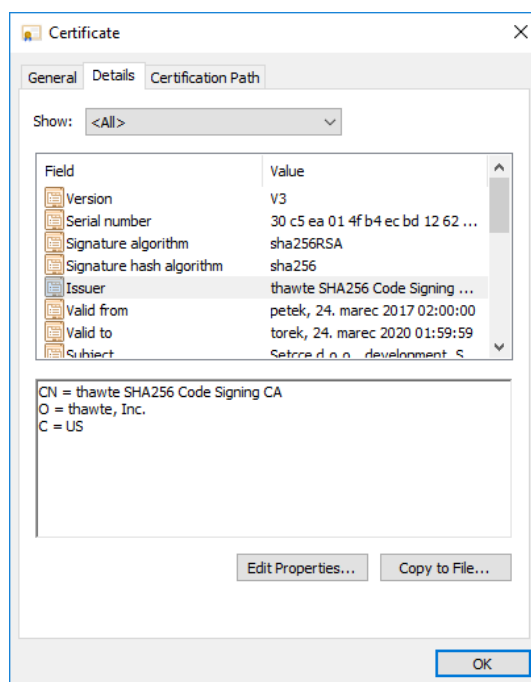 Certificate
General Details Certification Path
Show: <All>
Field Value
Version V3
Serial number 30 c5 ea 01 4f b4 ec bd 12 62 ...
Signature algorithm sha256RSA
Signature hash algorithm sha256
Issuer thawte SHA256 Code Signing ...
Valid from petek, 24. marec 2017 02:00:00
Valid to torek, 24. marec 2020 01:59:59
Subject Setcce d.o.o., development, S
CN = thawte SHA256 Code Signing CA
O = thawte, Inc.
C = US
Edit Properties... Copy to File...
OK